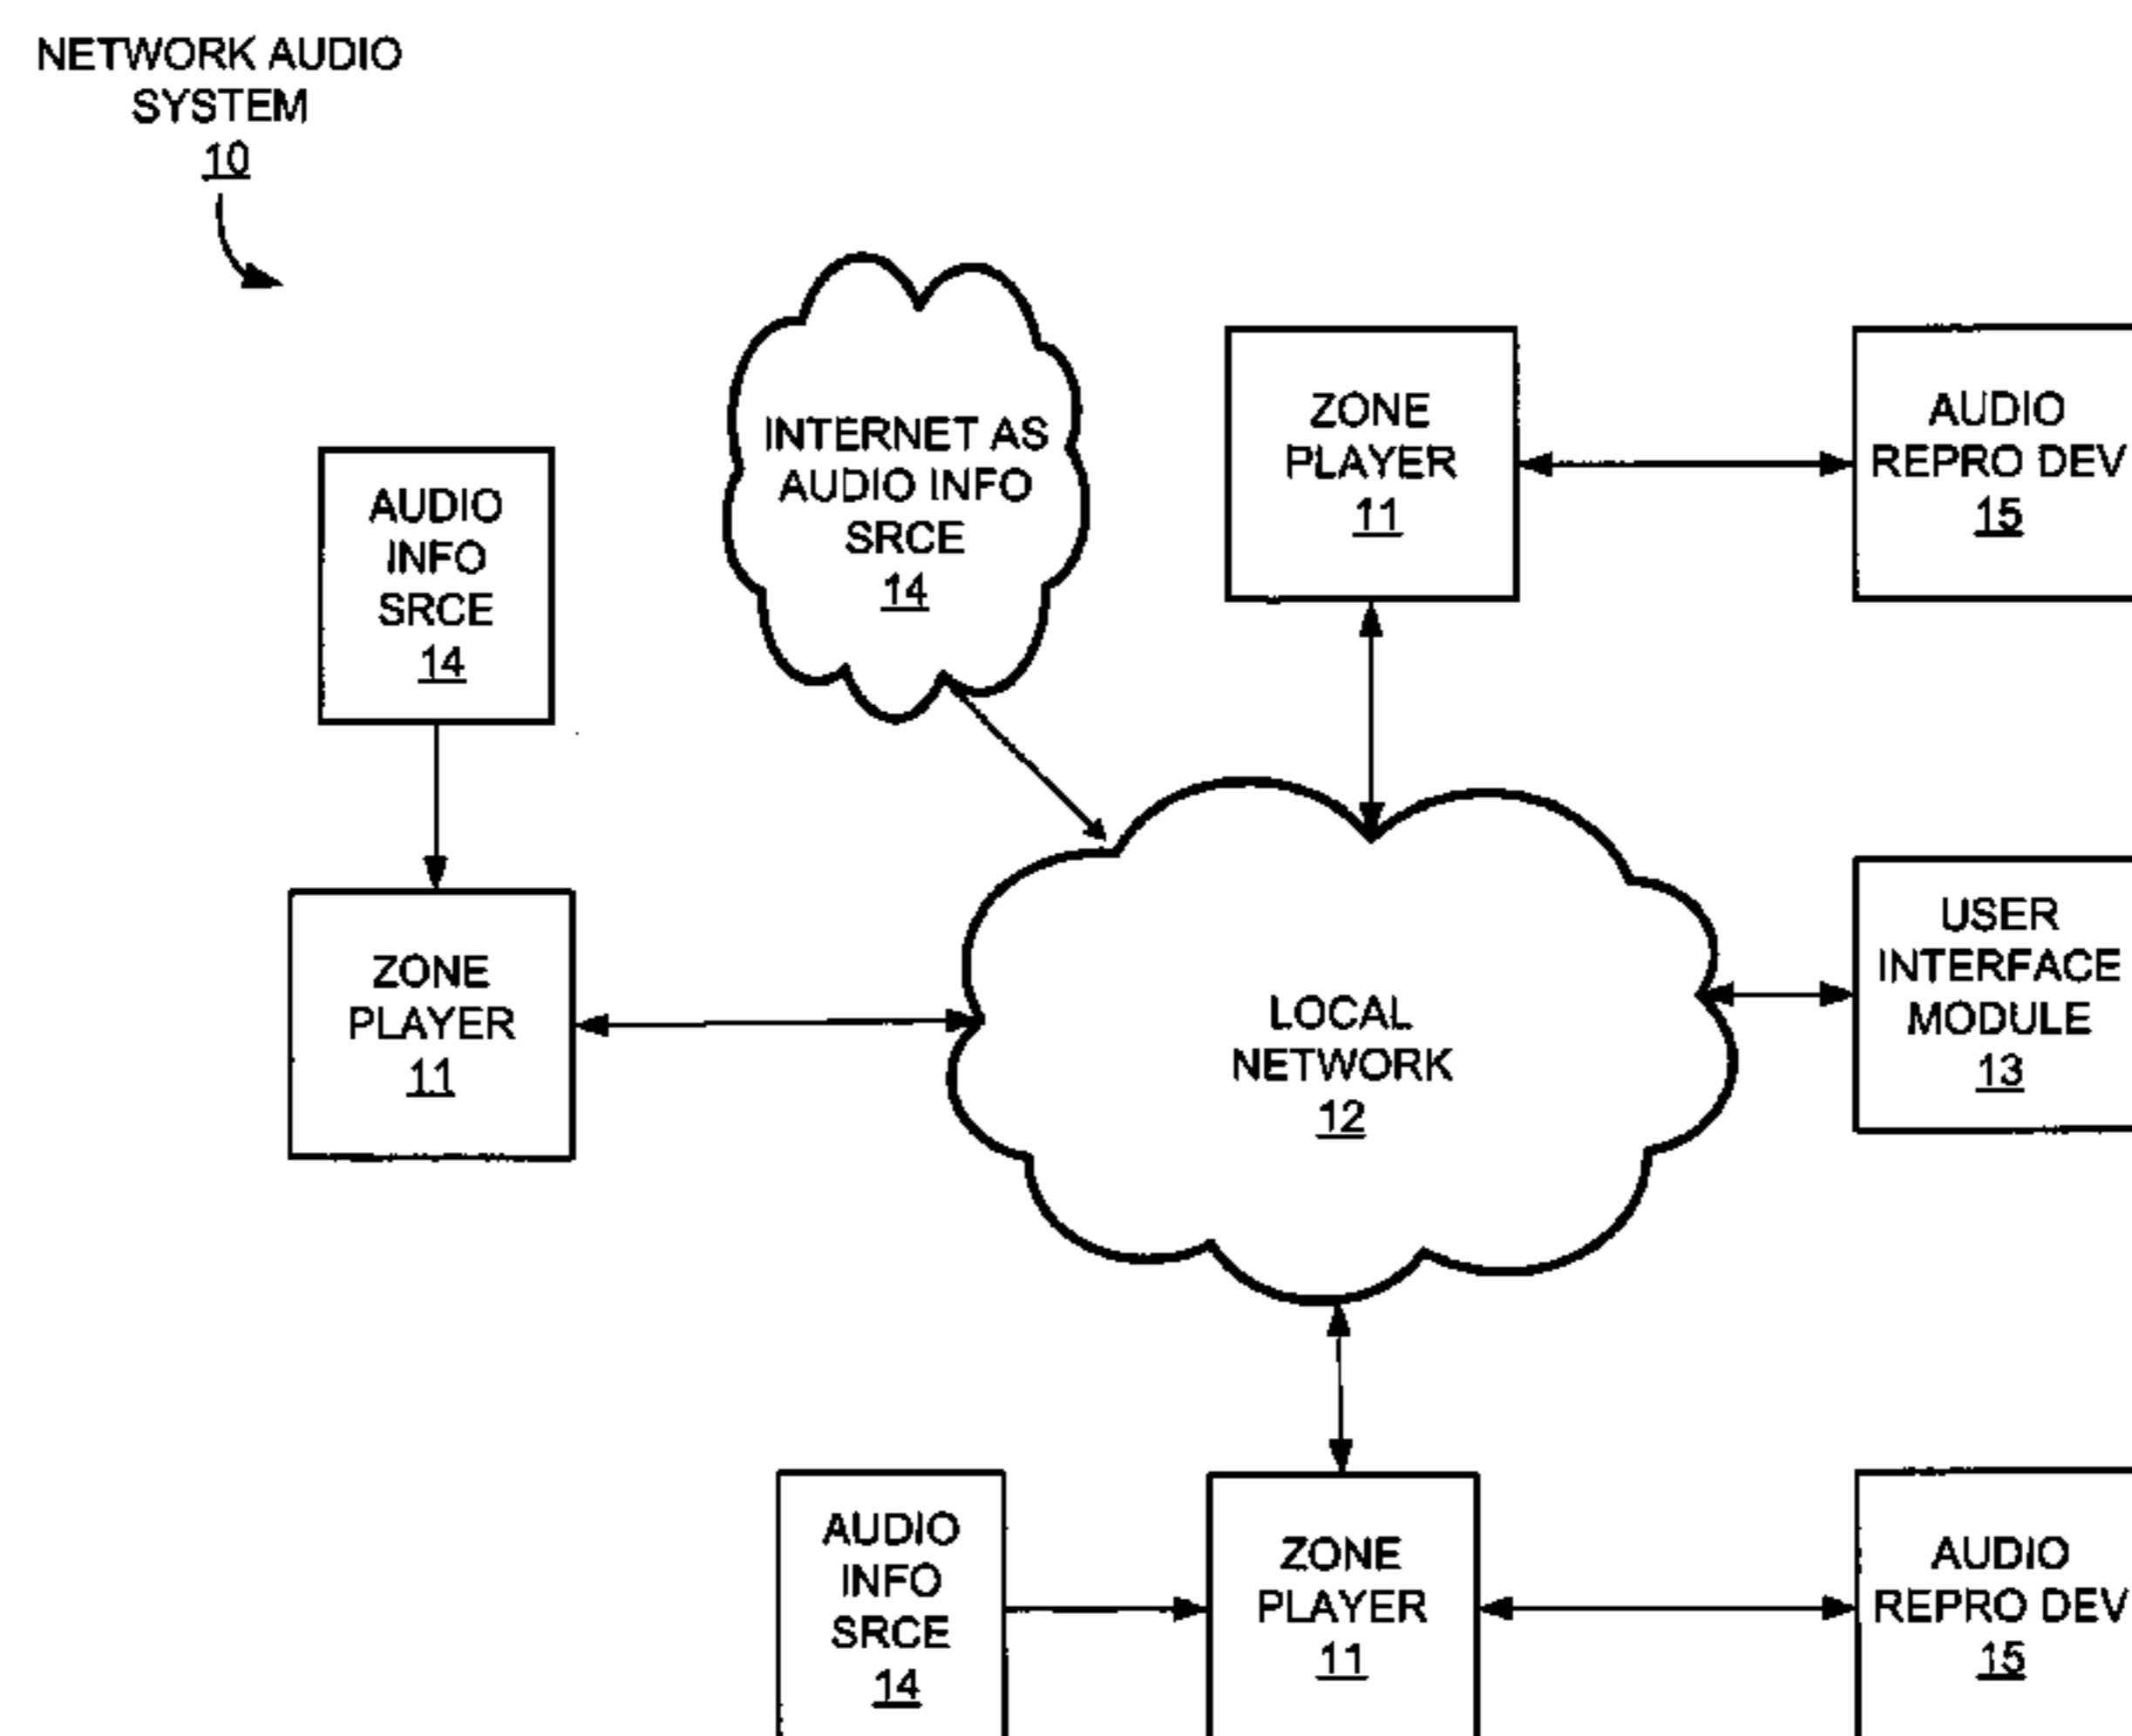 NETWORK AUDIO
SYSTEM
10
INTERNET AS
AUDIO INFO
SRCE
14
ZONE
PLAYER
11
AUDIO
REPRO DEV
15
AUDIO
INFO
SRCE
14
ZONE
PLAYER
11
LOCAL
NETWORK
12
USER
INTERFACE
MODULE
13
AUDIO
INFO
SRCE
14
ZONE
PLAYER
11
AUDIO
REPRO DEV
15